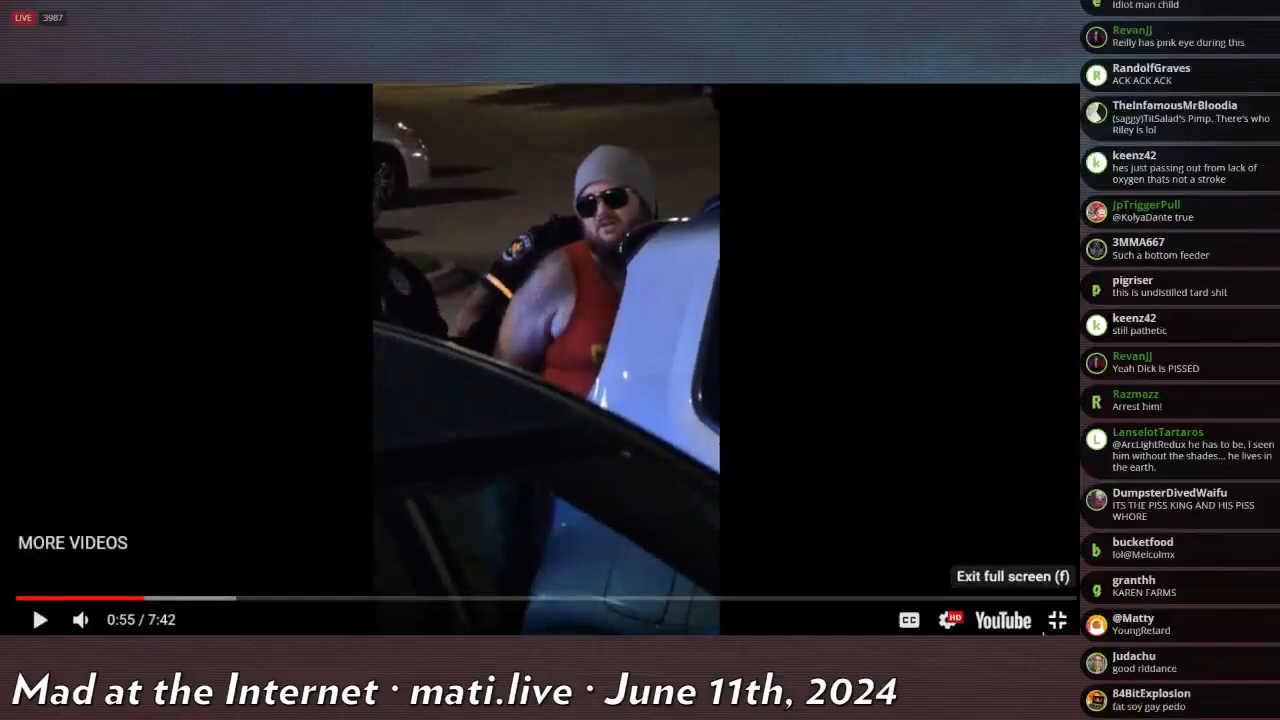 LIVE 3987
MORE VIDEOS
Exit full screen (f)
0:55 / 7:42
CC
HD
YouTube
Mad at the Internet · mati.live · June 11th, 2024
Idiot man child
RevanJJ
Reilly has pink eye during this
RandolfGraves
ACK ACK ACK
TheInfamousMrBloodia
(saggy)TitSalad's Pimp. There's who
Riley is lol
keenz42
hes just passing out from lack of
oxygen thats not a stroke
JpTriggerPull
@KolyaDante true
3MMA667
Such a bottom feeder
pigriser
this is undistilled tard shit
keenz42
still pathetic
RevanJJ
Yeah Dick is PISSED
Razmazz
Arrest him!
LanselotTartaros
@ArcLightRedux he has to be, I seen
him without the shades... he lives in
the earth.
DumpsterDivedWaifu
ITS THE PISS KING AND HIS PISS
WHORE
bucketfood
lol@Melcolmx
granthh
KAREN FARMS
@Matty
YoungRetard
Judachu
good riddance
84BitExplosion
fat soy gay pedo